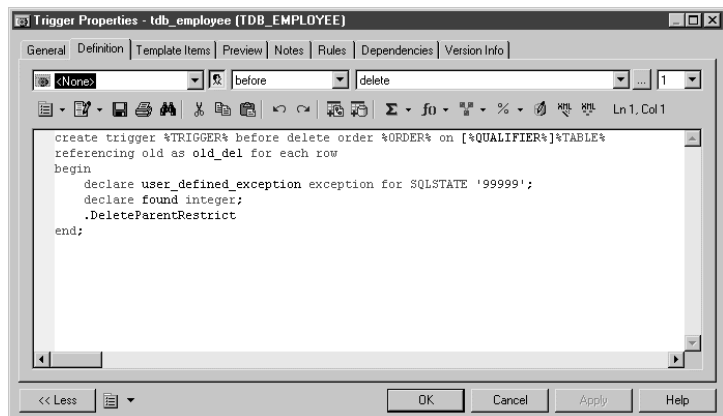 Trigger Properties - tdb_employee (TDB_EMPLOYEE)
General Definition Template Items Preview Notes Rules Dependencies Version Info
<None> before delete ... 1
Σ f() % XML XML Ln 1, Col 1
create trigger %TRIGGER% before delete order %ORDER% on [%QUALIFIER%]%TABLE%
referencing old as old_del for each row
begin
    declare user_defined_exception exception for SQLSTATE '99999';
    declare found integer;
    .DeleteParentRestrict
end;
<< Less OK Cancel Apply Help